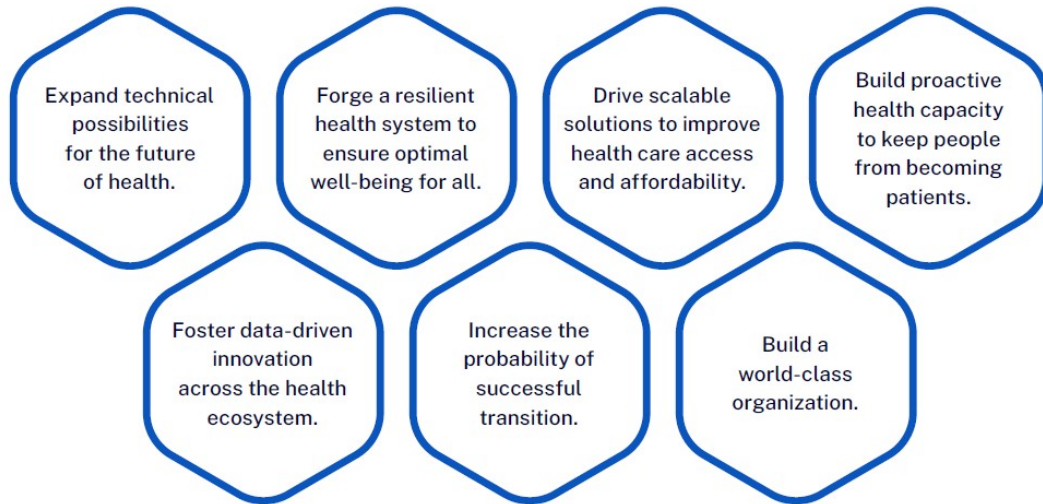 Expand technical
possibilities
for the future
of health.
Forge a resilient
health system to
ensure optimal
well-being for all.
Drive scalable
solutions to improve
health care access
and affordability.
Build proactive
health capacity
to keep people
from becoming
patients.
Foster data-driven
innovation
across the health
ecosystem.
Increase the
probability of
successful
transition.
Build a
world-class
organization.